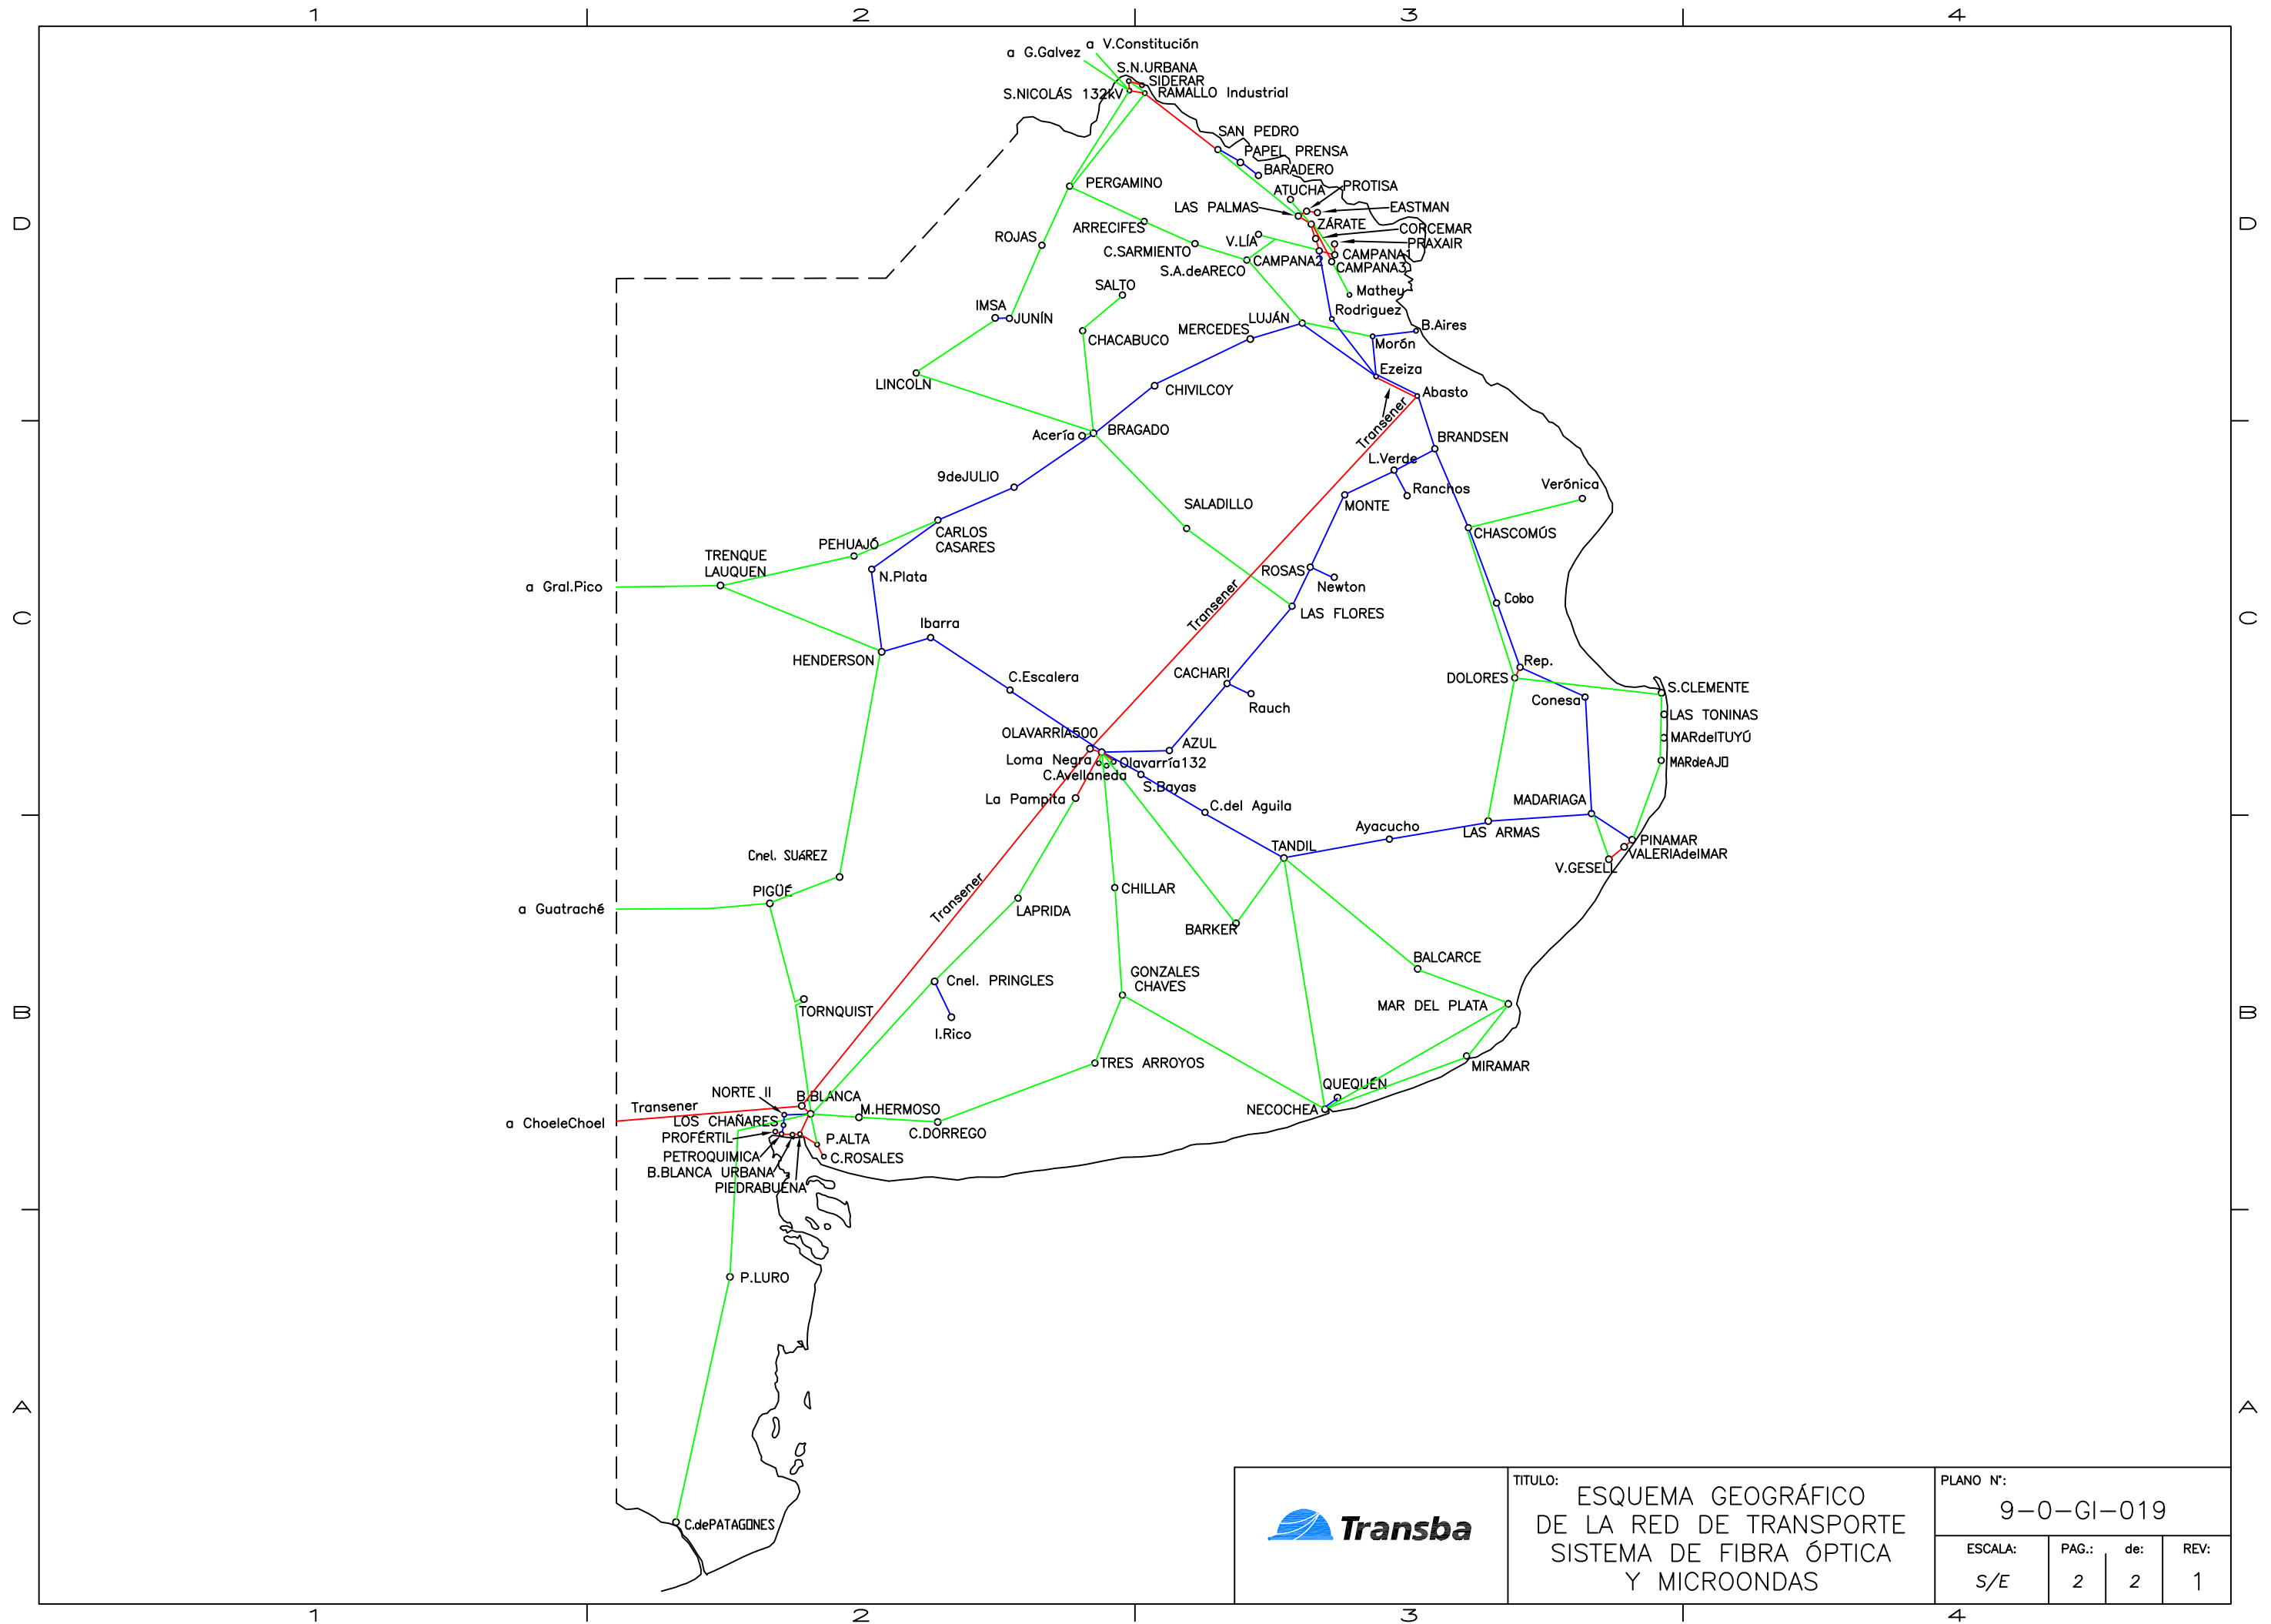 1 2 3 4
a V.Constitución
a G.Galvez
S.N.URBANA
SIDERAR
S.NICOLÁS 132kV
RAMALLO Industrial
SAN PEDRO
PAPEL PRENSA
BARADERO
PERGAMINO
ATUCHA
PROTISA
LAS PALMAS
EASTMAN
D
D
ARRECIFES
ZÁRATE
CORCEMAR
ROJAS
V.LÍA
PRAXAIR
C.SARMIENTO
CAMPANA1
CAMPANA2
S.A.deARECO
CAMPANA3
SALTO
Matheu
IMSA
JUNÍN
Rodriguez
LUJÁN
MERCEDES
B.Aires
CHACABUCO
Morón
Ezeiza
LINCOLN
CHIVILCOY
Abasto
Transener
Acería
BRAGADO
BRANDSEN
L.Verde
9deJULIO
Verónica
Ranchos
SALADILLO
MONTE
CARLOS
CASARES
CHASCOMÚS
PEHUAJÓ
TRENQUE
LAUQUEN
N.Plata
ROSAS
a Gral.Pico
Newton
Transener
Cobo
LAS FLORES
C
C
Ibarra
HENDERSON
Rep.
C.Escalera
CACHARI
DOLORES
S.CLEMENTE
Conesa
Rauch
LAS TONINAS
OLAVARRIA500
MARdelTUYÚ
AZUL
Loma Negra
Olavarría132
MARdeAJO
C.Avellaneda
S.Bayas
La Pampita
MADARIAGA
C.del Aguila
Ayacucho
LAS ARMAS
PINAMAR
TANDIL
Cnel. SUÁREZ
VALERIAdelMAR
V.GESELL
PIGÜÉ
CHILLAR
a Guatraché
Transener
LAPRIDA
BARKER
BALCARCE
GONZALES
CHAVES
Cnel. PRINGLES
MAR DEL PLATA
TORNQUIST
B
B
I.Rico
TRES ARROYOS
MIRAMAR
QUEQUÉN
NORTE II
B.BLANCA
Transener
M.HERMOSO
NECOCHEA
a ChoeleChoel
LOS CHAÑARES
C.DORREGO
PROFÉRTIL
P.ALTA
PETROQUIMICA
C.ROSALES
B.BLANCA URBANA
PIEDRABUENA
P.LURO
A
A
C.dePATAGONES
Transba
TITULO:
ESQUEMA GEOGRÁFICO
DE LA RED DE TRANSPORTE
SISTEMA DE FIBRA ÓPTICA
Y MICROONDAS
PLANO N°:
9-0-GI-019
ESCALA: PAG.: de: REV:
S/E 2 2 1
1 2 3 4